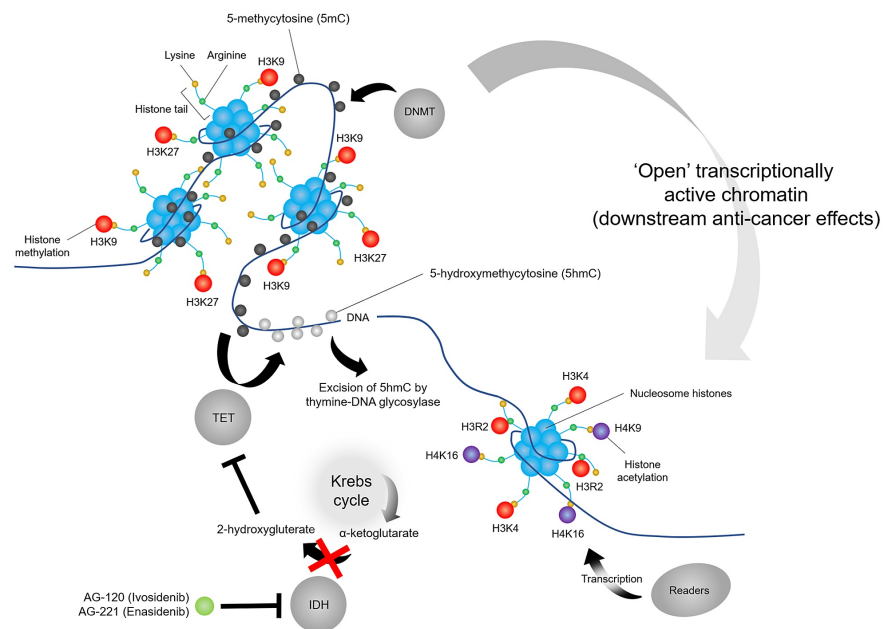 5-methycytosine (5mC)
Lysine
Arginine
H3K9
Histone tail
DNMT
H3K27
H3K9
'Open' transcriptionally
active chromatin
(downstream anti-cancer effects)
H3K9
Histone
methylation
H3K27
H3K27
H3K9
5-hydroxymethycytosine (5hmC)
DNA
Excision of 5hmC by
thymine-DNA glycosylase
TET
H3K4
Nucleosome histones
H3R2
H4K9
H4K16
H3R2
Histone
acetylation
H3K4
H4K16
Krebs
cycle
2-hydroxygluterate
α-ketoglutarate
Transcription
Readers
AG-120 (Ivosidenib)
AG-221 (Enasidenib)
IDH